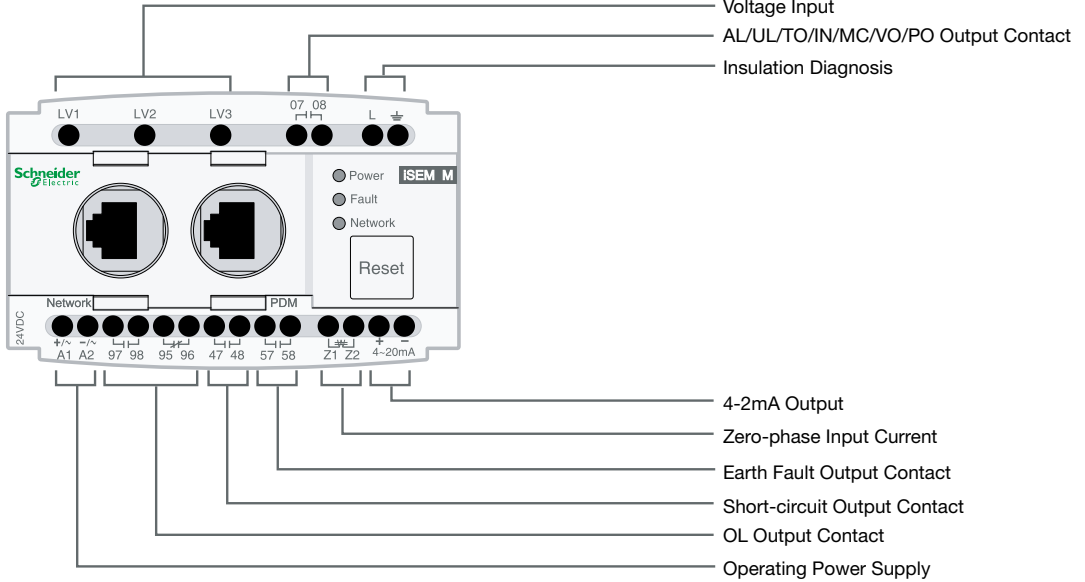 Voltage Input
AL/UL/TO/IN/MC/VO/PO Output Contact
Insulation Diagnosis
LV1 LV2 LV3 07 08 L
Schneider
Electric
Power iSEM M
Fault
Network
Reset
Network PDM
24VDC
+/~ −/~ + −
A1 A2 97 98 95 96 47 48 57 58 Z1 Z2 4~20mA
4-2mA Output
Zero-phase Input Current
Earth Fault Output Contact
Short-circuit Output Contact
OL Output Contact
Operating Power Supply